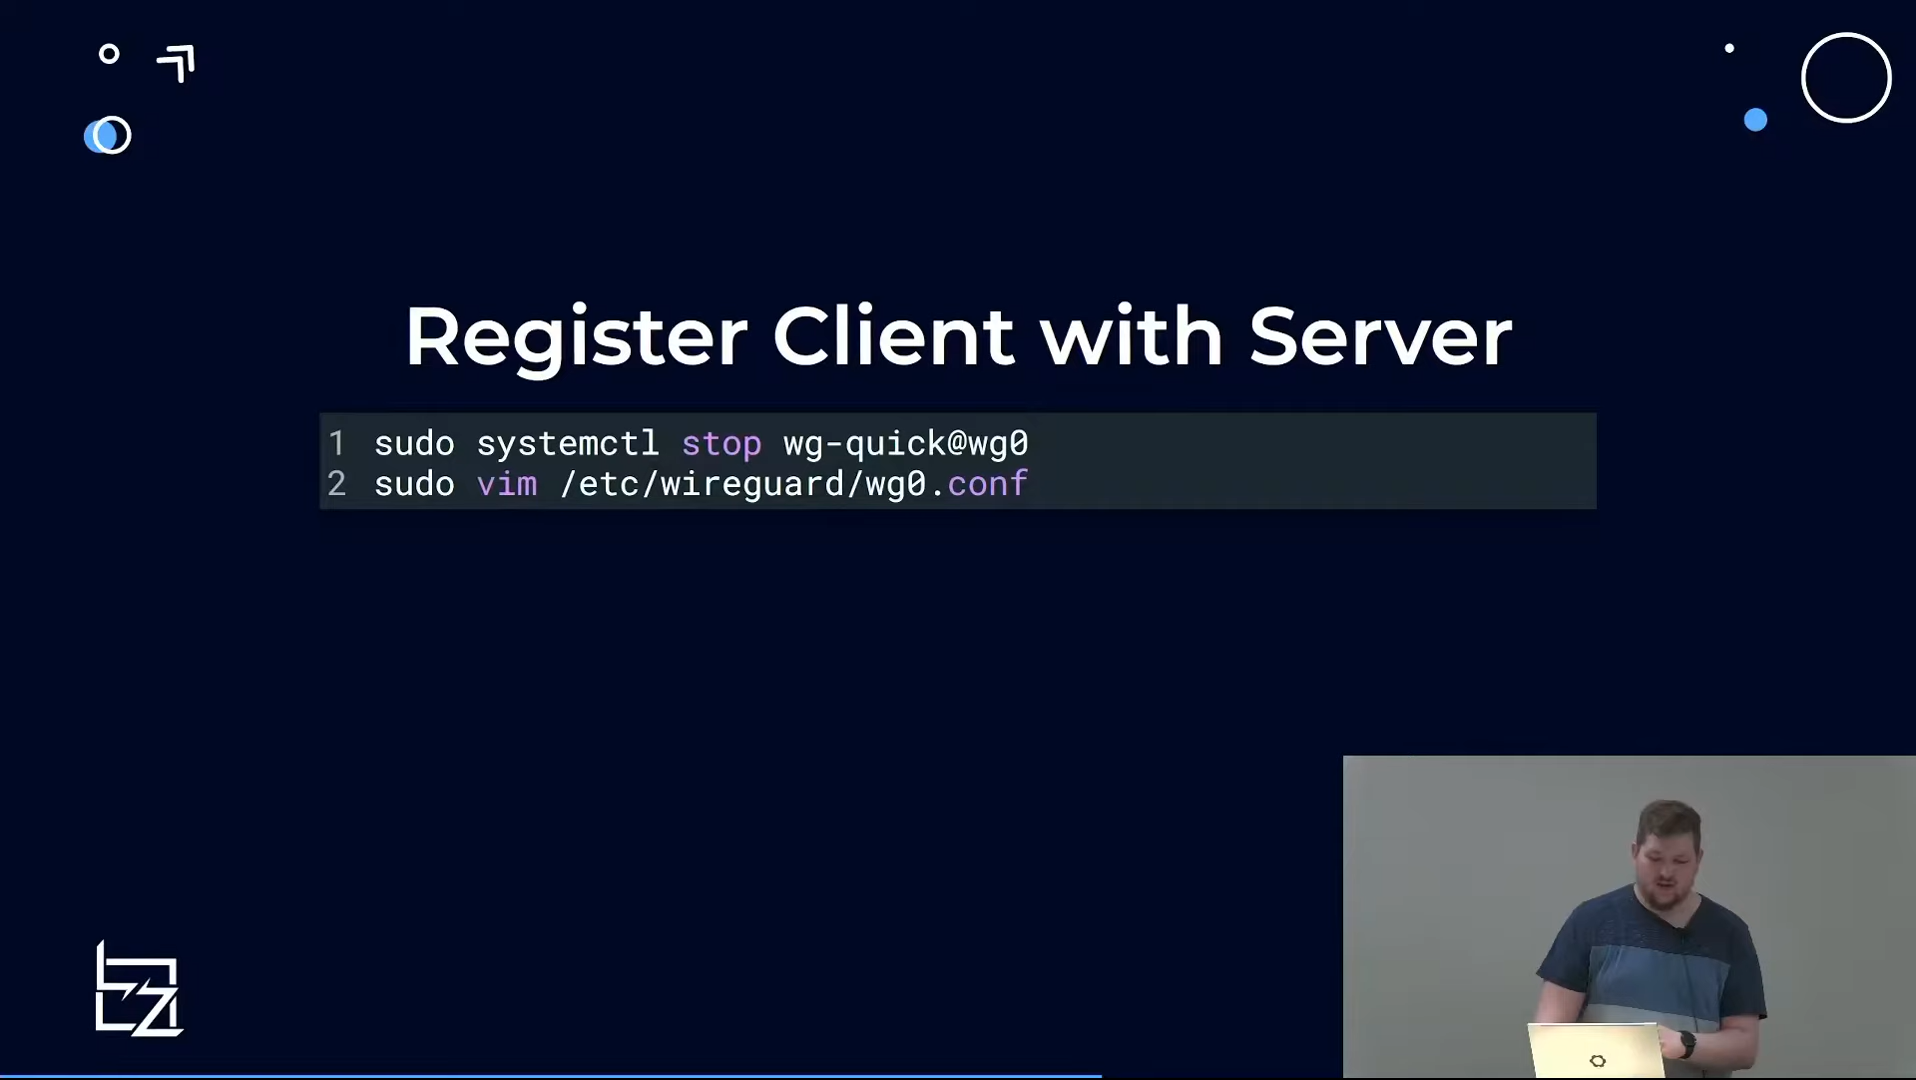 Register Client with Server
1 sudo systemctl stop wg-quick@wg0
2 sudo vim /etc/wireguard/wg0.conf